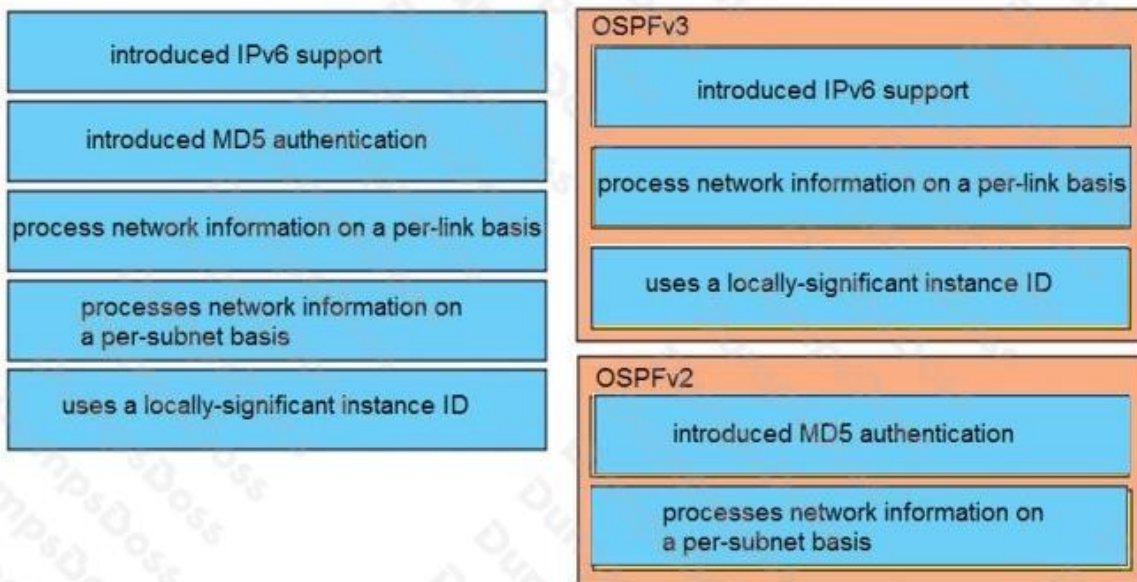 introduced IPv6 support
introduced MD5 authentication
process network information on a per-link basis
processes network information on
a per-subnet basis
uses a locally-significant instance ID
OSPFv3
introduced IPv6 support
process network information on a per-link basis
uses a locally-significant instance ID
OSPFv2
introduced MD5 authentication
processes network information on
a per-subnet basis